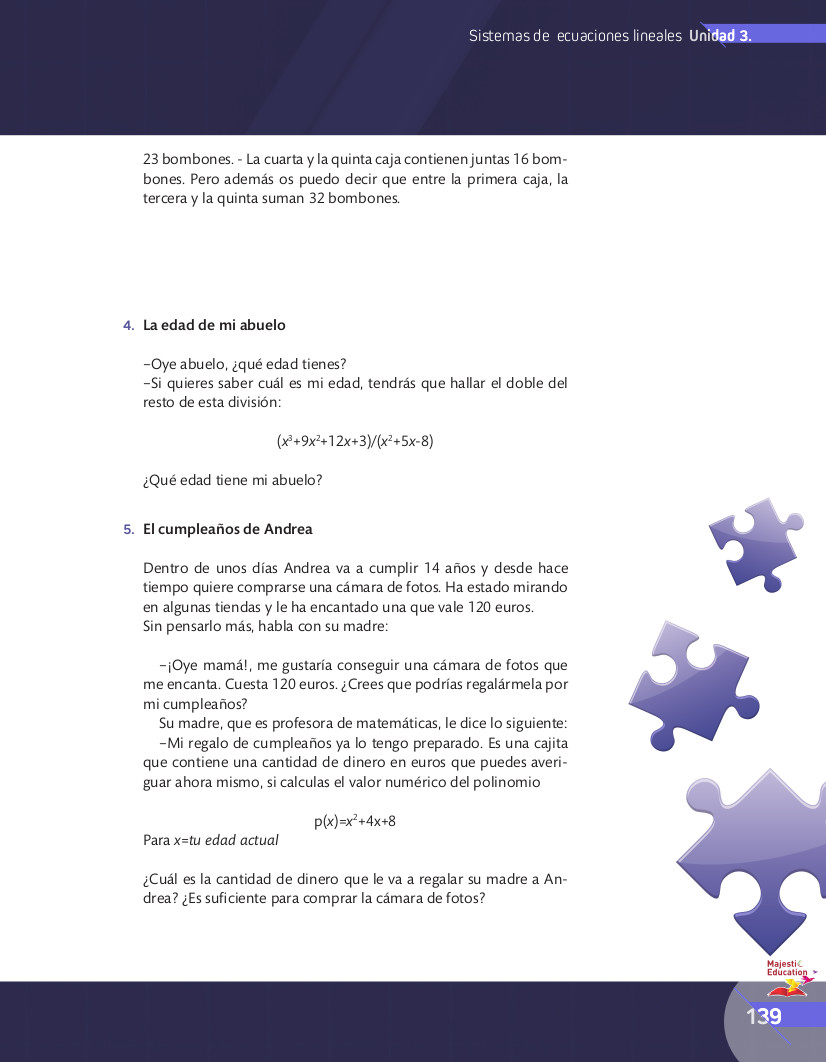 Sistemas de ecuaciones lineales Unidad 3.
23 bombones. - La cuarta y la quinta caja contienen juntas 16 bom-
bones. Pero además os puedo decir que entre la primera caja, la
tercera y la quinta suman 32 bombones.
4. La edad de mi abuelo
–Oye abuelo, ¿qué edad tienes?
–Si quieres saber cuál es mi edad, tendrás que hallar el doble del
resto de esta división:
(x³+9x²+12x+3)/(x²+5x-8)
¿Qué edad tiene mi abuelo?
5. El cumpleaños de Andrea
Dentro de unos días Andrea va a cumplir 14 años y desde hace
tiempo quiere comprarse una cámara de fotos. Ha estado mirando
en algunas tiendas y le ha encantado una que vale 120 euros.
Sin pensarlo más, habla con su madre:
–¡Oye mamá!, me gustaría conseguir una cámara de fotos que
me encanta. Cuesta 120 euros. ¿Crees que podrías regalármela por
mi cumpleaños?
Su madre, que es profesora de matemáticas, le dice lo siguiente:
–Mi regalo de cumpleaños ya lo tengo preparado. Es una cajita
que contiene una cantidad de dinero en euros que puedes averi-
guar ahora mismo, si calculas el valor numérico del polinomio
p(x)=x²+4x+8
Para x=tu edad actual
¿Cuál es la cantidad de dinero que le va a regalar su madre a An-
drea? ¿Es suficiente para comprar la cámara de fotos?
Majestic
Education
139